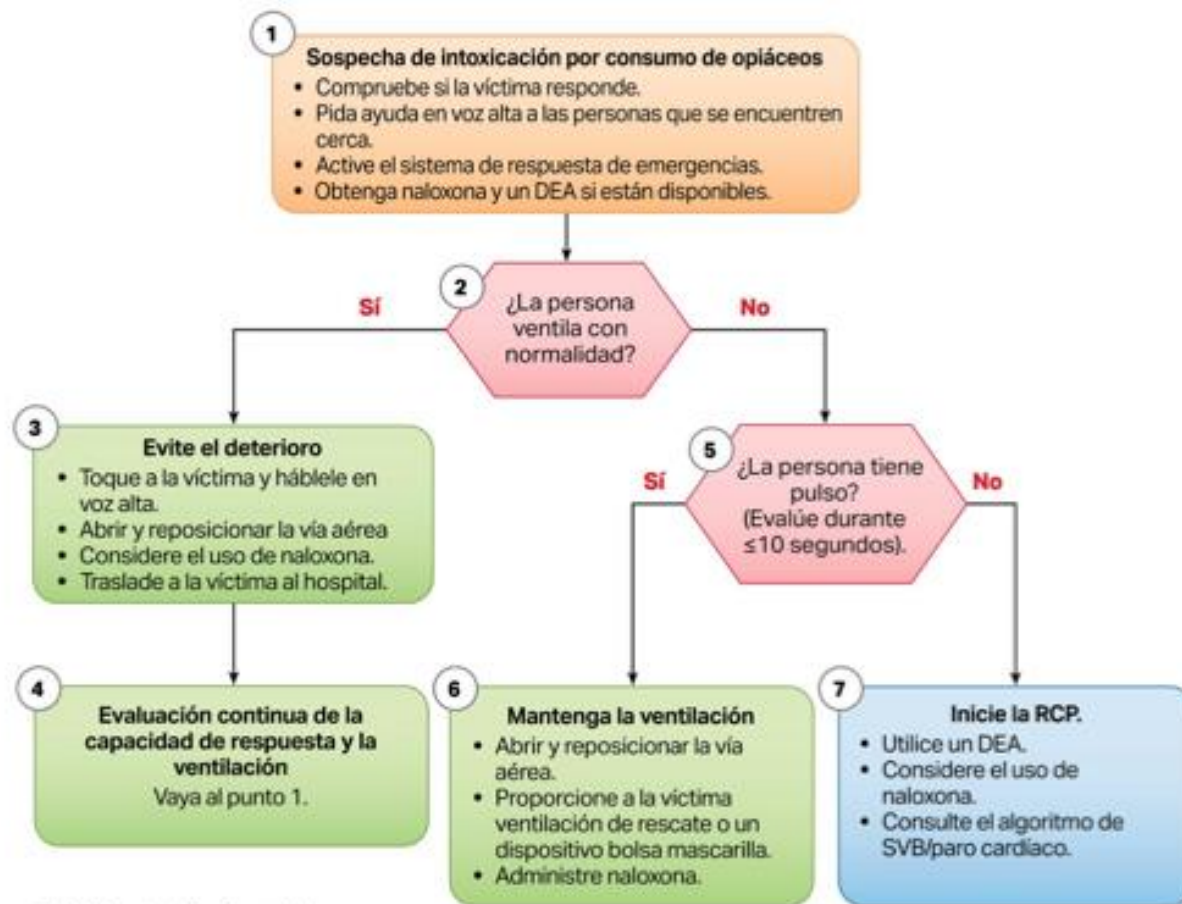 1
Sospecha de intoxicación por consumo de opiáceos
• Compruebe si la víctima responde.
• Pida ayuda en voz alta a las personas que se encuentren
cerca.
• Active el sistema de respuesta de emergencias.
• Obtenga naloxona y un DEA si están disponibles.
2
¿La persona
ventila con
normalidad?
Sí
No
3
Evite el deterioro
• Toque a la víctima y háblele en
voz alta.
• Abrir y reposicionar la vía aérea
• Considere el uso de naloxona.
• Traslade a la víctima al hospital.
4
Evaluación continua de la
capacidad de respuesta y la
ventilación
Vaya al punto 1.
5
¿La persona tiene
pulso?
(Evalúe durante
≤10 segundos).
Sí
No
6
Mantenga la ventilación
• Abrir y reposicionar la vía
aérea.
• Proporcione a la víctima
ventilación de rescate o un
dispositivo bolsa mascarilla.
• Administre naloxona.
7
Inicie la RCP.
• Utilice un DEA.
• Considere el uso de
naloxona.
• Consulte el algoritmo de
SVB/paro cardíaco.